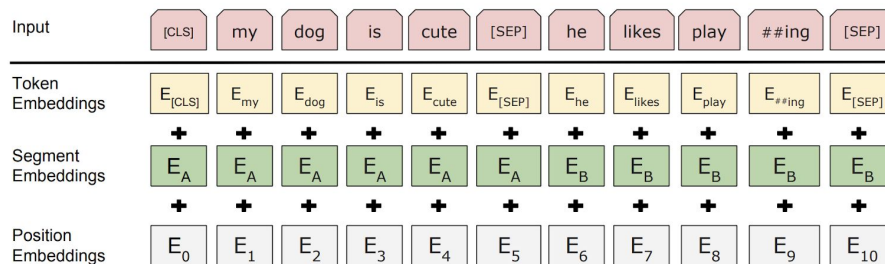 Input [CLS] my dog is cute [SEP] he likes play ##ing [SEP]
Token Embeddings E[CLS] Emy Edog Eis Ecute E[SEP] Ehe Elikes Eplay E##ing E[SEP]
+ + + + + + + + + + +
Segment Embeddings EA EA EA EA EA EA EB EB EB EB EB
+ + + + + + + + + + +
Position Embeddings E0 E1 E2 E3 E4 E5 E6 E7 E8 E9 E10